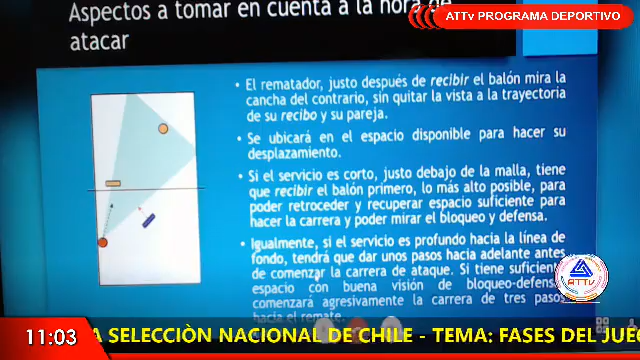 Aspectos a tomar en cuenta a la hora de
atacar
ATTv PROGRAMA DEPORTIVO
• El rematador, justo después de recibir el balón mira la
cancha del contrario, sin quitar la vista a la trayectoria
de su recibo y su pareja.
• Se ubicará en el espacio disponible para hacer su
desplazamiento.
• Si el servicio es corto, justo debajo de la malla, tiene
que recibir el balón primero, lo más alto posible, para
poder retroceder y recuperar espacio suficiente para
hacer la carrera y poder mirar el bloqueo y defensa.
• Igualmente, si el servicio es profundo hacia la línea de
fondo, tendrá que dar unos pasos hacia adelante antes
de comenzar la carrera de ataque. Si tiene suficiente
espacio con buena visión de bloqueo-defensa
comenzará agresivamente la carrera de tres pasos
hacia el remate.
ATTv
11:03
A SELECCIÒN NACIONAL DE CHILE - TEMA: FASES DEL JUE